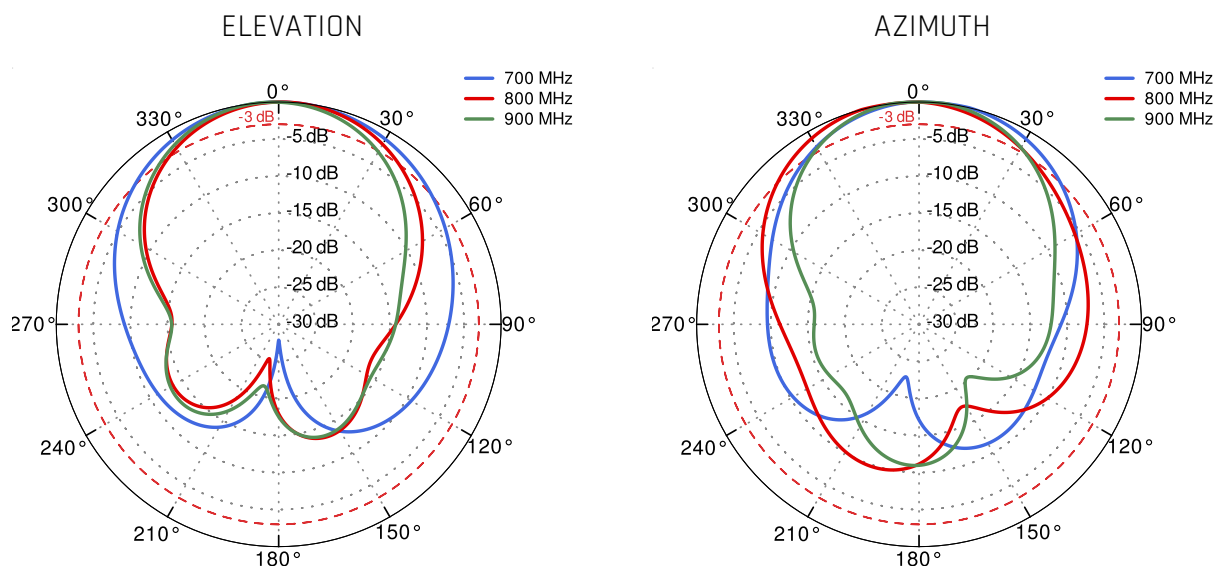 ELEVATION
700 MHz
800 MHz
900 MHz
0°
330°
-3 dB
30°
-5 dB
-10 dB
300°
60°
-15 dB
-20 dB
-25 dB
270°
-30 dB
90°
240°
120°
210°
150°
180°
AZIMUTH
700 MHz
800 MHz
900 MHz
0°
330°
-3 dB
30°
-5 dB
-10 dB
300°
60°
-15 dB
-20 dB
-25 dB
270°
-30 dB
90°
240°
120°
210°
150°
180°